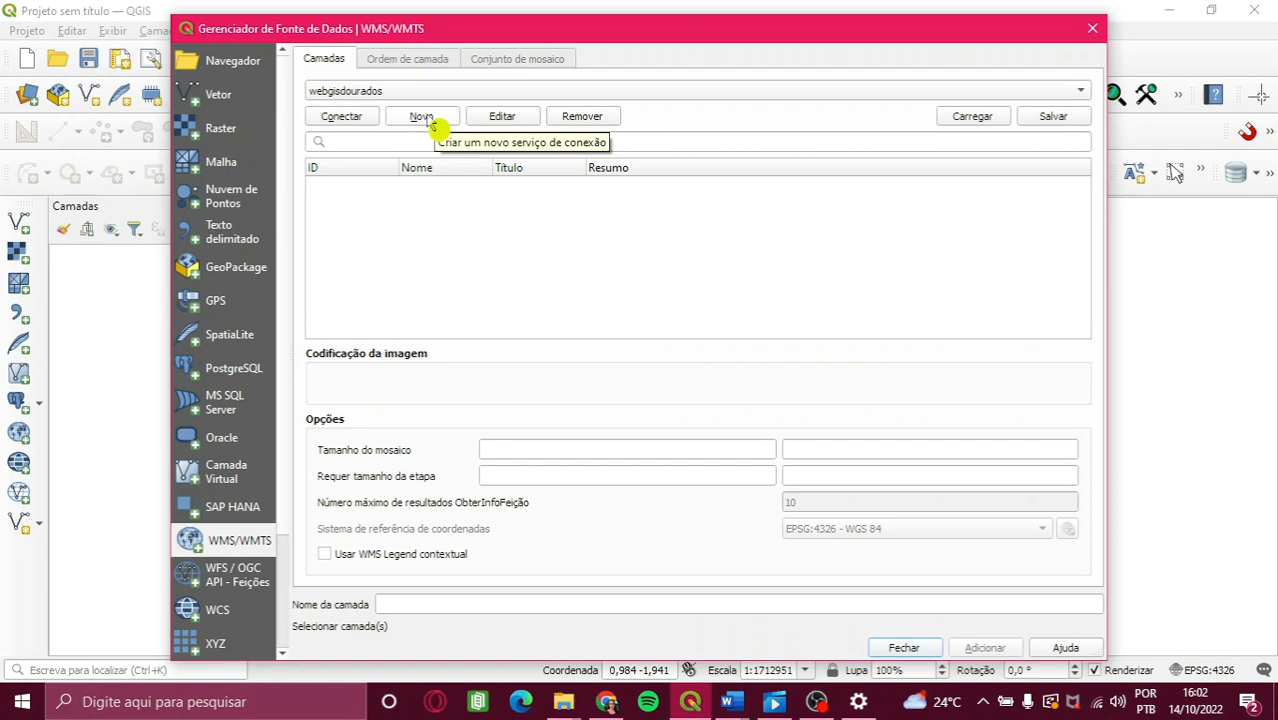 Projeto sem título — QGIS
Projeto Editar Exibir Cama
Gerenciador de Fonte de Dados | WMS/WMTS
Navegador
Vetor
Raster
Malha
Nuvem de
Pontos
Texto
delimitado
GeoPackage
GPS
SpatiaLite
PostgreSQL
MS SQL
Server
Oracle
Camada
Virtual
SAP HANA
WMS/WMTS
WFS / OGC
API - Feições
WCS
XYZ
Camadas
Camadas Ordem de camada Conjunto de mosaico
webgisdourados
Conectar Novo Editar Remover Carregar Salvar
Criar um novo serviço de conexão
ID Nome Título Resumo
Codificação da imagem
Opções
Tamanho do mosaico
Requer tamanho da etapa
Número máximo de resultados ObterInfoFeição 10
Sistema de referência de coordenadas EPSG:4326 - WGS 84
Usar WMS Legend contextual
Nome da camada
Selecionar camada(s)
Fechar Adicionar Ajuda
Escreva para localizar (Ctrl+K) Coordenada 0,984 -1,941 Escala 1:1712951 Lupa 100% Rotação 0,0 ° Renderizar EPSG:4326
Digite aqui para pesquisar
24°C
POR
PTB
16:02
14/10/2022
2